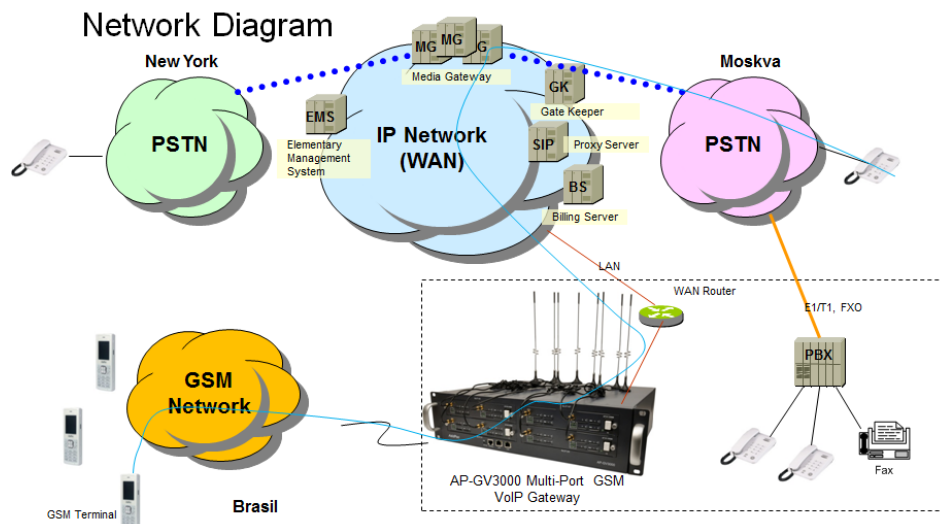 Network Diagram
New York
MG
MG
G
Moskva
Media Gateway
GK
Gate Keeper
EMS
Elementary
Management
System
PSTN
IP Network
(WAN)
SIP
Proxy Server
PSTN
BS
Billing Server
LAN
WAN Router
E1/T1, FXO
PBX
GSM
Network
AP-GV3000 Multi-Port GSM
VoIP Gateway
Fax
GSM Terminal
Brasil